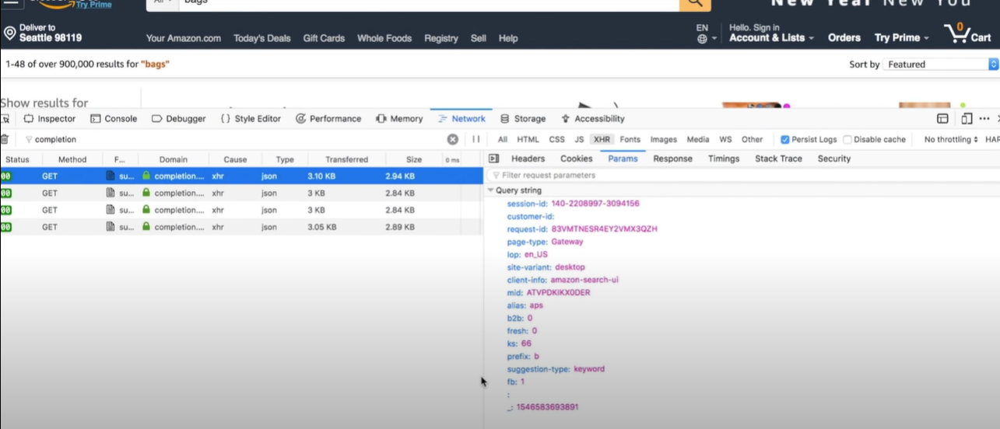 Try Prime
All
bags
New Year New You
Deliver to
Seattle 98119
Your Amazon.com Today's Deals Gift Cards Whole Foods Registry Sell Help
EN
Hello. Sign in
Account & Lists
Orders
Try Prime
0
Cart
1-48 of over 900,000 results for "bags"
Sort by Featured
Show results for
Inspector Console Debugger {} Style Editor Performance Memory Network Storage Accessibility
completion
All HTML CSS JS XHR Fonts Images Media WS Other Persist Logs Disable cache No throttling HAR
Status Method F... Domain Cause Type Transferred Size 0 ms
00 GET su... completion.... xhr json 3.10 KB 2.94 KB
00 GET su... completion.... xhr json 3 KB 2.84 KB
00 GET su... completion.... xhr json 3 KB 2.84 KB
00 GET su... completion.... xhr json 3.05 KB 2.89 KB
Headers Cookies Params Response Timings Stack Trace Security
Filter request parameters
Query string
session-id: 140-2208997-3094156
customer-id:
request-id: 83VMTNESR4EY2VMX3QZH
page-type: Gateway
lop: en_US
site-variant: desktop
client-info: amazon-search-ui
mid: ATVPDKIKX0DER
alias: aps
b2b: 0
fresh: 0
ks: 66
prefix: b
suggestion-type: keyword
fb: 1
:
_: 1546583693891